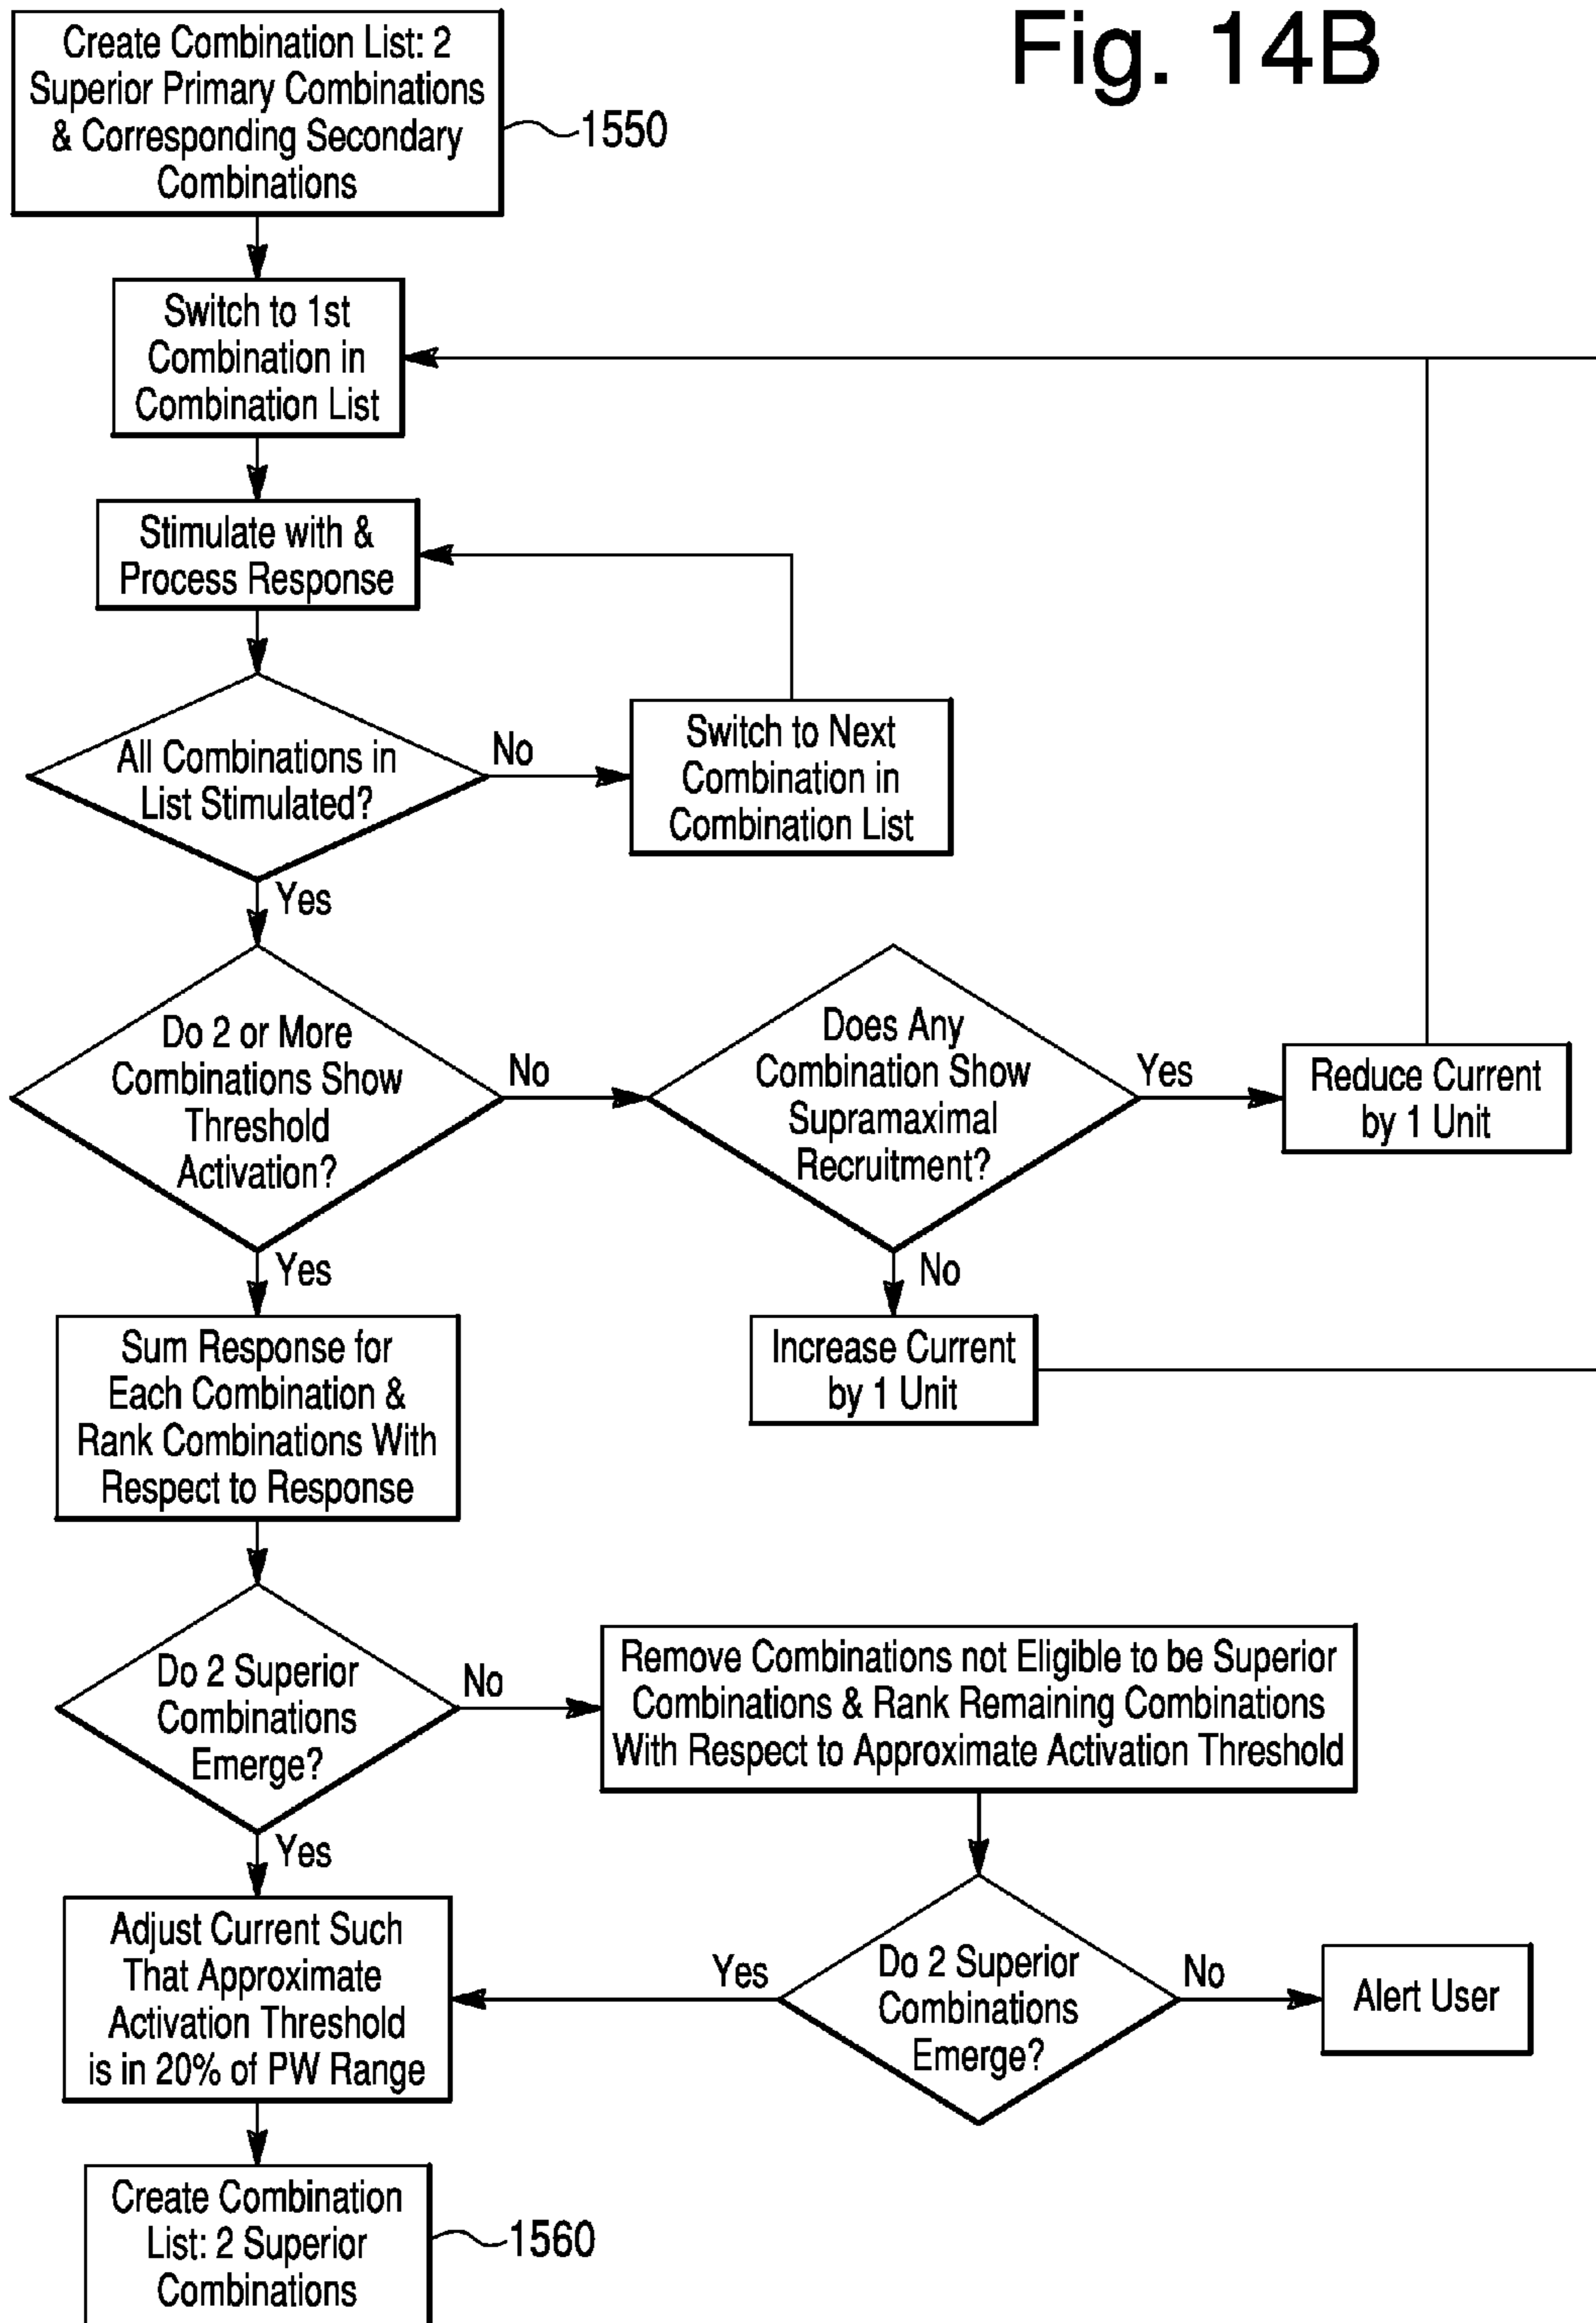 Fig. 14B
Create Combination List: 2
Superior Primary Combinations
& Corresponding Secondary
Combinations
1550
Switch to 1st
Combination in
Combination List
Stimulate with &
Process Response
All Combinations in
List Stimulated?
No
Switch to Next
Combination in
Combination List
Yes
Do 2 or More
Combinations Show
Threshold
Activation?
No
Does Any
Combination Show
Supramaximal
Recruitment?
Yes
Reduce Current
by 1 Unit
Yes
No
Sum Response for
Each Combination &
Rank Combinations With
Respect to Response
Increase Current
by 1 Unit
Do 2 Superior
Combinations
Emerge?
No
Remove Combinations not Eligible to be Superior
Combinations & Rank Remaining Combinations
With Respect to Approximate Activation Threshold
Yes
Adjust Current Such
That Approximate
Activation Threshold
is in 20% of PW Range
Yes
Do 2 Superior
Combinations
Emerge?
No
Alert User
Create Combination
List: 2 Superior
Combinations
1560